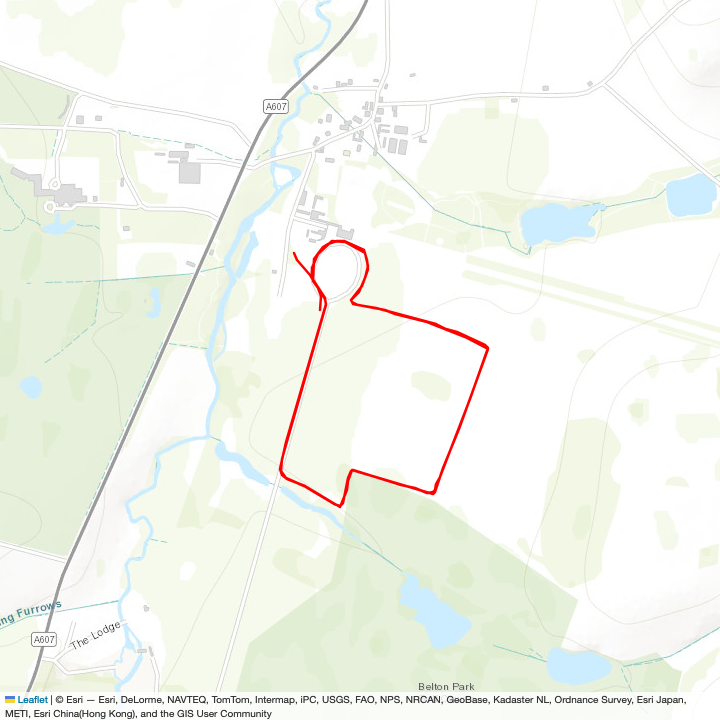 A607
ng Furrows
A607
The Lodge
Belton Park
Leaflet | © Esri — Esri, DeLorme, NAVTEQ, TomTom, Intermap, iPC, USGS, FAO, NPS, NRCAN, GeoBase, Kadaster NL, Ordnance Survey, Esri Japan,
METI, Esri China(Hong Kong), and the GIS User Community